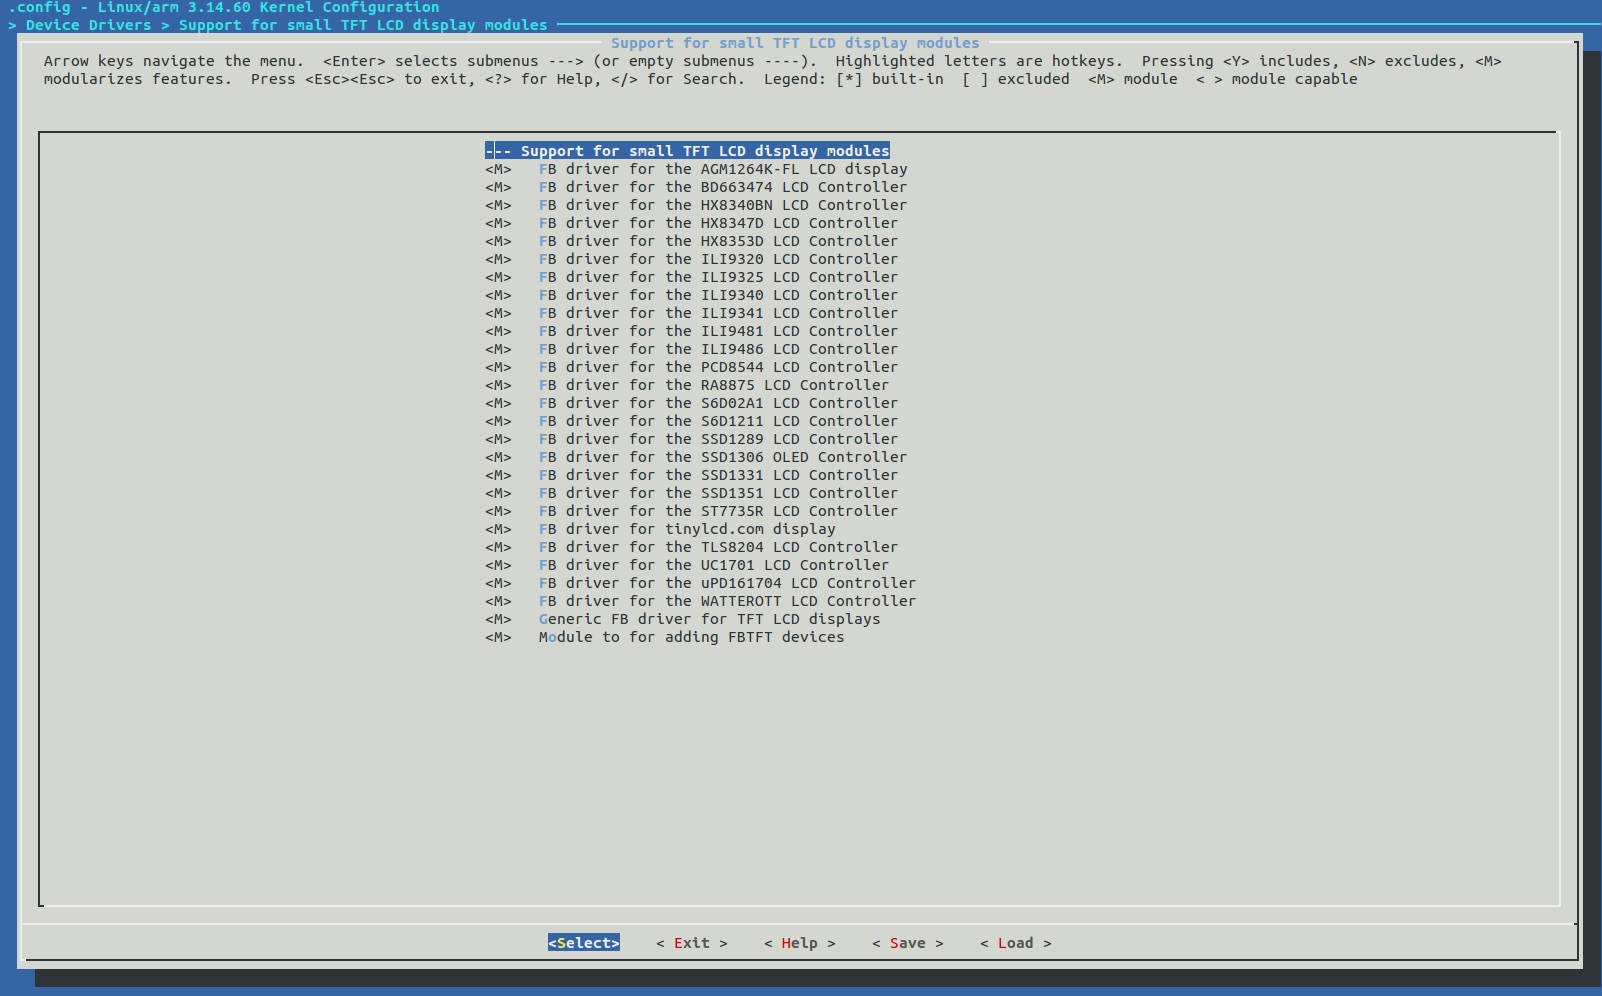 .config - Linux/arm 3.14.60 Kernel Configuration
> Device Drivers > Support for small TFT LCD display modules
Support for small TFT LCD display modules
Arrow keys navigate the menu.  <Enter> selects submenus ---> (or empty submenus ----).  Highlighted letters are hotkeys.  Pressing <Y> includes, <N> excludes, <M>
modularizes features.  Press <Esc><Esc> to exit, <?> for Help, </> for Search.  Legend: [*] built-in  [ ] excluded  <M> module  < > module capable
--- Support for small TFT LCD display modules
<M>   FB driver for the AGM1264K-FL LCD display
<M>   FB driver for the BD663474 LCD Controller
<M>   FB driver for the HX8340BN LCD Controller
<M>   FB driver for the HX8347D LCD Controller
<M>   FB driver for the HX8353D LCD Controller
<M>   FB driver for the ILI9320 LCD Controller
<M>   FB driver for the ILI9325 LCD Controller
<M>   FB driver for the ILI9340 LCD Controller
<M>   FB driver for the ILI9341 LCD Controller
<M>   FB driver for the ILI9481 LCD Controller
<M>   FB driver for the ILI9486 LCD Controller
<M>   FB driver for the PCD8544 LCD Controller
<M>   FB driver for the RA8875 LCD Controller
<M>   FB driver for the S6D02A1 LCD Controller
<M>   FB driver for the S6D1211 LCD Controller
<M>   FB driver for the SSD1289 LCD Controller
<M>   FB driver for the SSD1306 OLED Controller
<M>   FB driver for the SSD1331 LCD Controller
<M>   FB driver for the SSD1351 LCD Controller
<M>   FB driver for the ST7735R LCD Controller
<M>   FB driver for tinylcd.com display
<M>   FB driver for the TLS8204 LCD Controller
<M>   FB driver for the UC1701 LCD Controller
<M>   FB driver for the uPD161704 LCD Controller
<M>   FB driver for the WATTEROTT LCD Controller
<M>   Generic FB driver for TFT LCD displays
<M>   Module to for adding FBTFT devices
<Select>    < Exit >    < Help >    < Save >    < Load >